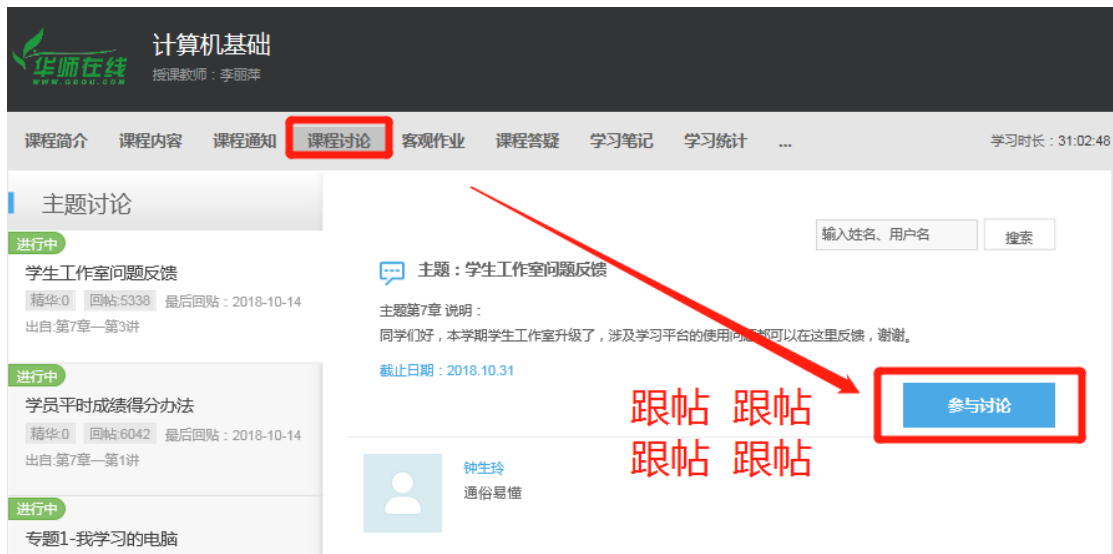 华师在线
WWW.GDOU.COM
计算机基础
授课教师：李丽萍
课程简介 课程内容 课程通知 课程讨论 客观作业 课程答疑 学习笔记 学习统计 ... 学习时长：31:02:48
主题讨论
进行中
学生工作室问题反馈
精华:0 回帖:5338 最后回贴：2018-10-14
出自:第7章—第3讲
进行中
学员平时成绩得分办法
精华:0 回帖:6042 最后回贴：2018-10-14
出自:第7章—第1讲
进行中
专题1-我学习的电脑
输入姓名、用户名 搜索
主题：学生工作室问题反馈
主题第7章 说明：
同学们好，本学期学生工作室升级了，涉及学习平台的使用问题都可以在这里反馈，谢谢。
截止日期：2018.10.31
参与讨论
跟帖 跟帖
跟帖 跟帖
钟生玲
通俗易懂